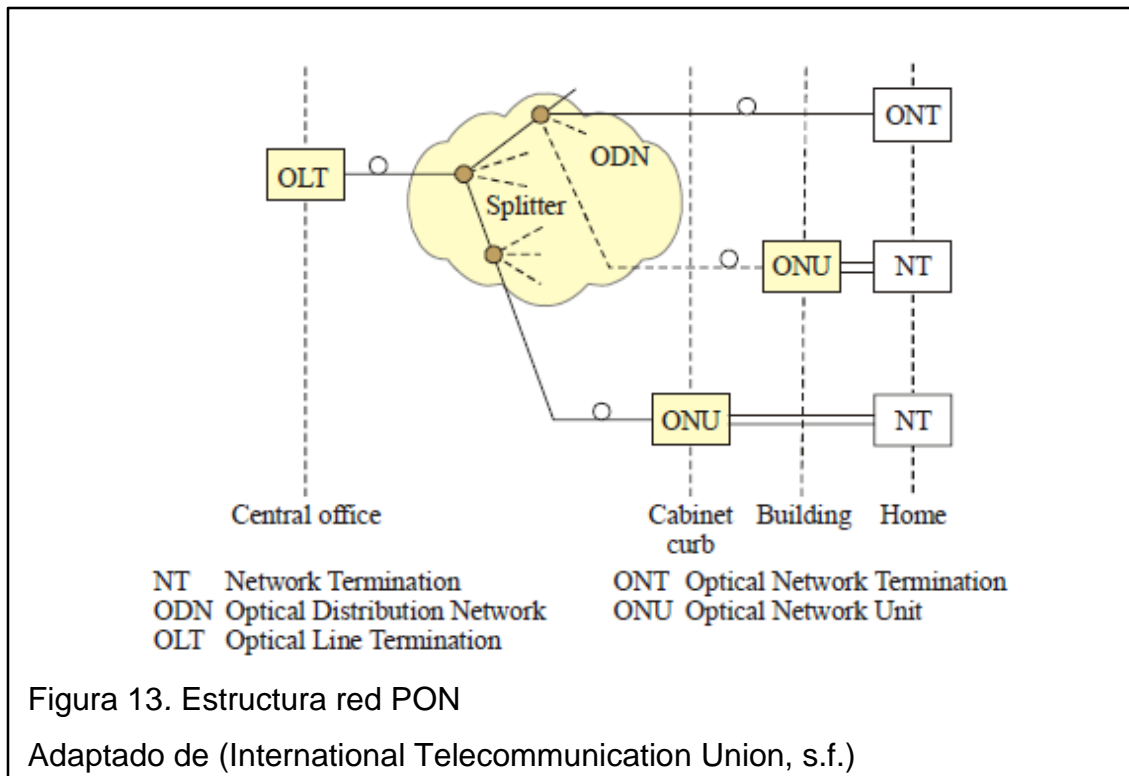 ONT
ODN
OLT
Splitter
ONU
NT
ONU
NT
Central office
Cabinet
curb
Building
Home
NT Network Termination
ODN Optical Distribution Network
OLT Optical Line Termination
ONT Optical Network Termination
ONU Optical Network Unit
Figura 13. Estructura red PON
Adaptado de (International Telecommunication Union, s.f.)